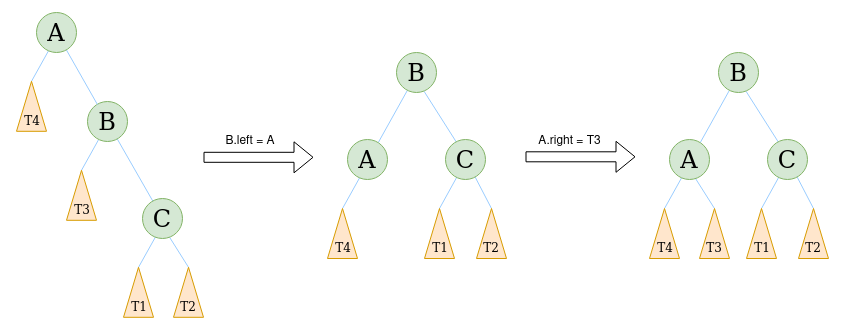 A
T4
B
T3
C
T1 T2
B.left = A
B
A C
T4 T1 T2
A.right = T3
B
A C
T4 T3 T1 T2